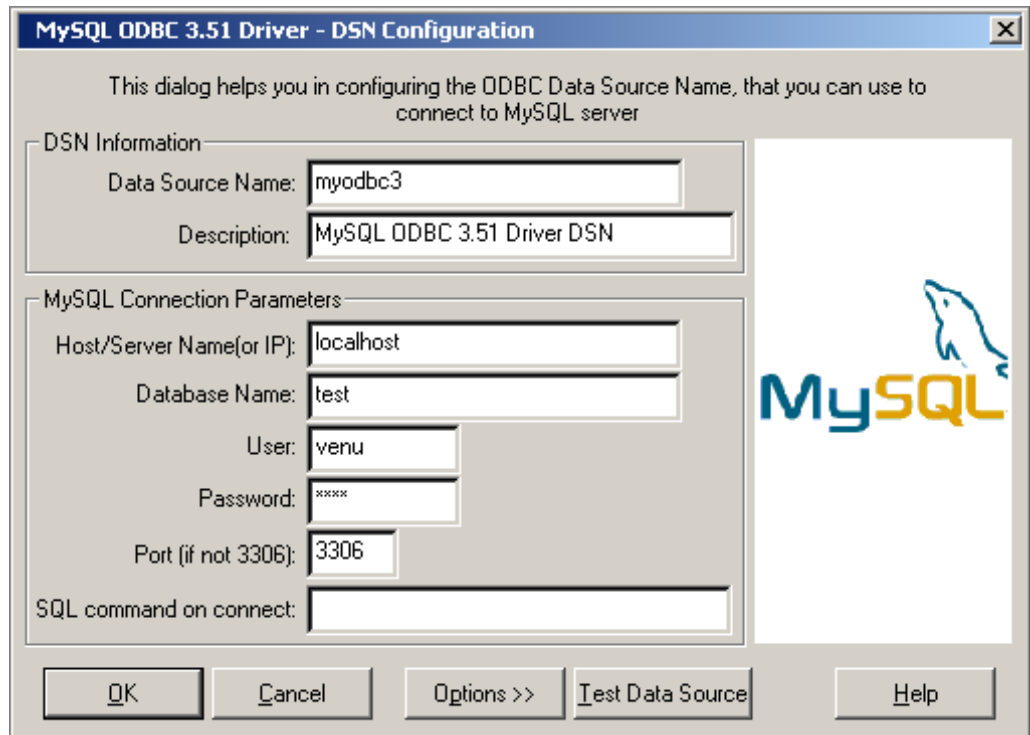 MySQL ODBC 3.51 Driver - DSN Configuration
This dialog helps you in configuring the ODBC Data Source Name, that you can use to
connect to MySQL server
DSN Information
Data Source Name: myodbc3
Description: MySQL ODBC 3.51 Driver DSN
MySQL Connection Parameters
Host/Server Name(or IP): localhost
Database Name: test
User: venu
Password: ****
Port (if not 3306): 3306
SQL command on connect:
MySQL
OK Cancel Options >> Test Data Source Help